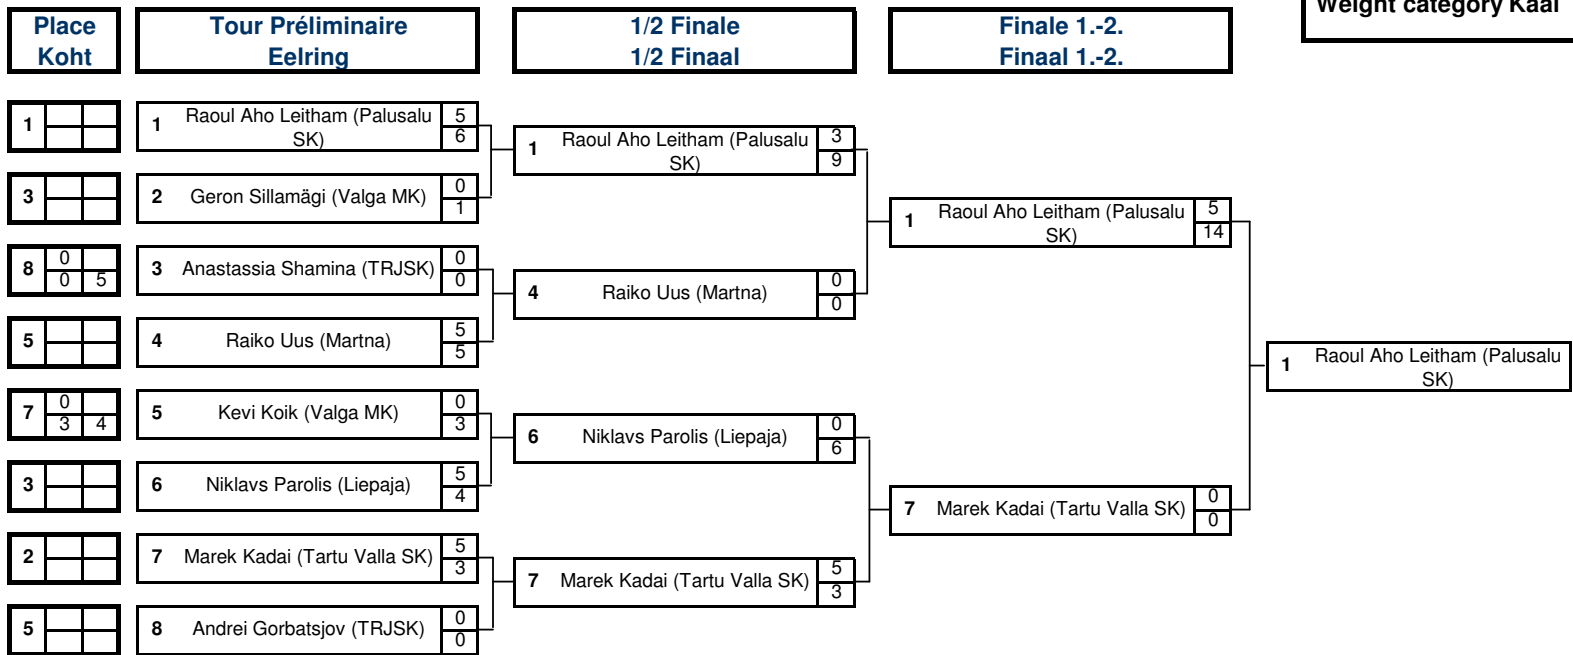 Weight category Kaal
Place
Koht
Tour Préliminaire
Eelring
1/2 Finale
1/2 Finaal
Finale 1.-2.
Finaal 1.-2.
1
1 Raoul Aho Leitham (Palusalu
SK)
5
6
3
2 Geron Sillamägi (Valga MK)
0
1
8
0
0 5
3 Anastassia Shamina (TRJSK)
0
0
5
4 Raiko Uus (Martna)
5
5
7
0
3 4
5 Kevi Koik (Valga MK)
0
3
3
6 Niklavs Parolis (Liepaja)
5
4
2
7 Marek Kadai (Tartu Valla SK)
5
3
5
8 Andrei Gorbatsjov (TRJSK)
0
0
1 Raoul Aho Leitham (Palusalu
SK)
3
9
4 Raiko Uus (Martna)
0
0
6 Niklavs Parolis (Liepaja)
0
6
7 Marek Kadai (Tartu Valla SK)
5
3
1 Raoul Aho Leitham (Palusalu
SK)
5
14
7 Marek Kadai (Tartu Valla SK)
0
0
1 Raoul Aho Leitham (Palusalu
SK)